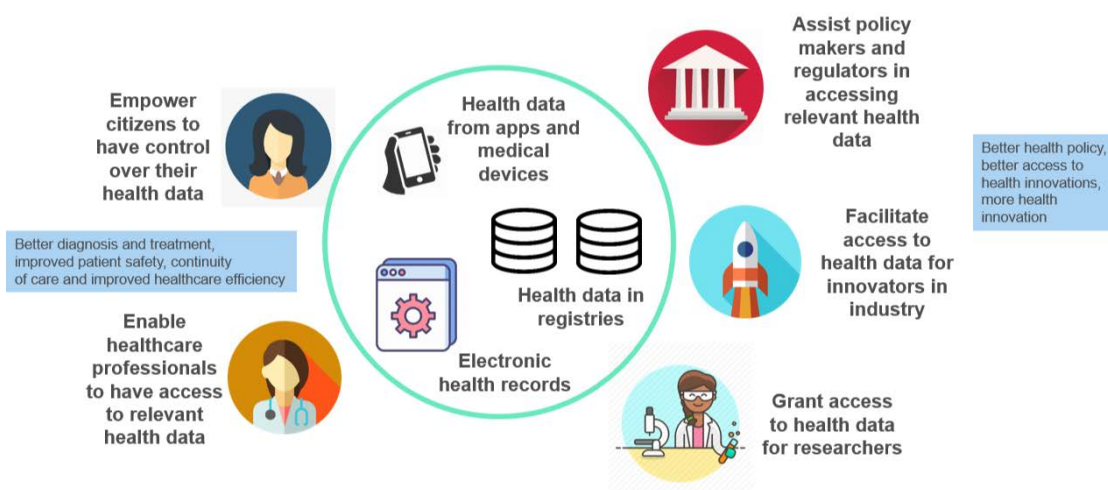 Empower
citizens to
have control
over their
health data
Better diagnosis and treatment,
improved patient safety, continuity
of care and improved healthcare efficiency
Enable
healthcare
professionals
to have access
to relevant
health data
Health data
from apps and
medical
devices
Health data in
registries
Electronic
health records
Assist policy
makers and
regulators in
accessing
relevant health
data
Facilitate
access to
health data for
innovators in
industry
Grant access
to health data
for researchers
Better health policy,
better access to
health innovations,
more health
innovation